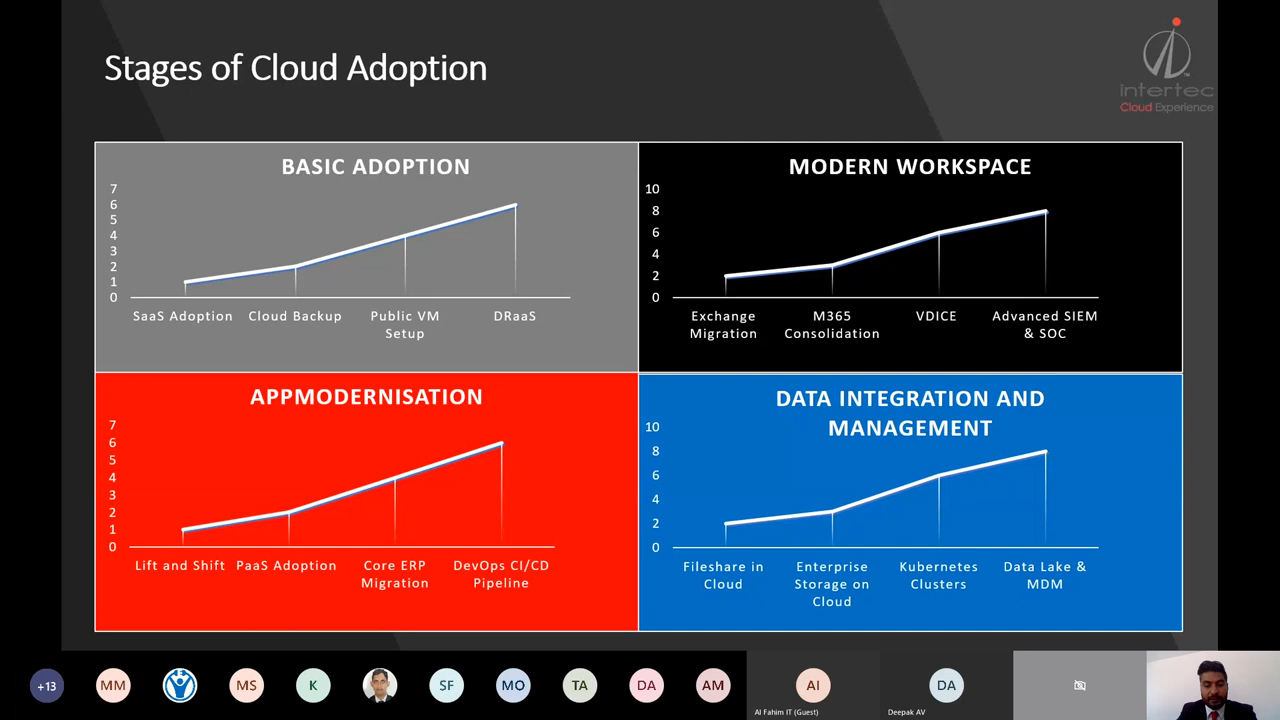 Stages of Cloud Adoption
intertec
Cloud Experience
BASIC ADOPTION
7
6
5
4
3
2
1
0
SaaS Adoption
Cloud Backup
Public VM
Setup
DRaaS
MODERN WORKSPACE
10
8
6
4
2
0
Exchange
Migration
M365
Consolidation
VDICE
Advanced SIEM
& SOC
APPMODERNISATION
7
6
5
4
3
2
1
0
Lift and Shift
PaaS Adoption
Core ERP
Migration
DevOps CI/CD
Pipeline
DATA INTEGRATION AND
MANAGEMENT
10
8
6
4
2
0
Fileshare in
Cloud
Enterprise
Storage on
Cloud
Kubernetes
Clusters
Data Lake &
MDM
+13
MM
MS
K
SF
MO
TA
DA
AM
AI
Al Fahim IT (Guest)
DA
Deepak AV